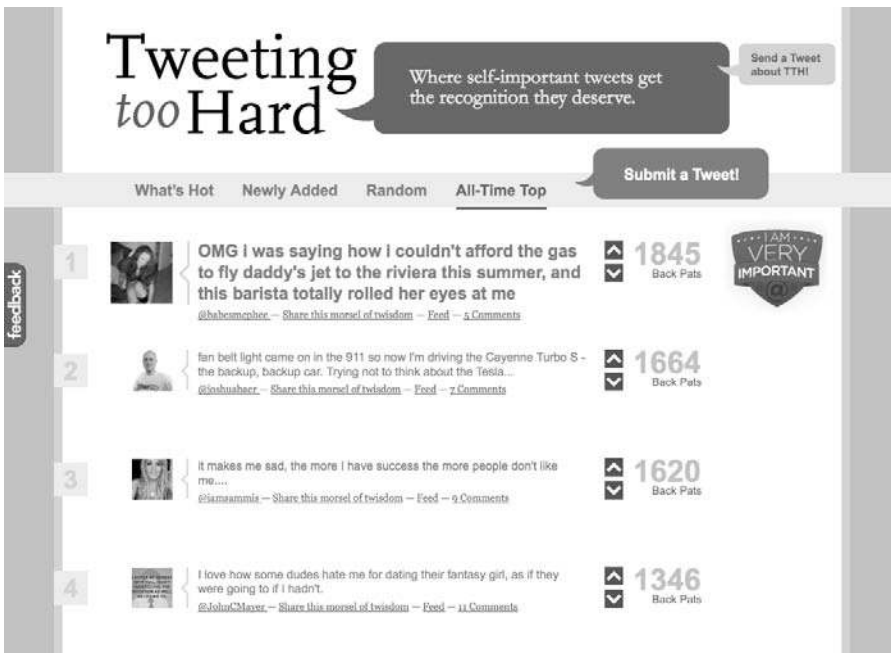 Tweeting
too Hard
Where self-important tweets get
the recognition they deserve.
Send a Tweet
about TTH!
What's Hot Newly Added Random All-Time Top
Submit a Tweet!
feedback
1
OMG i was saying how i couldn't afford the gas
to fly daddy's jet to the riviera this summer, and
this barista totally rolled her eyes at me
@babesmcphee — Share this morsel of twisdom — Feed — 5 Comments
1845
Back Pats
I AM
VERY
IMPORTANT
@
2
fan belt light came on in the 911 so now I'm driving the Cayenne Turbo S -
the backup, backup car. Trying not to think about the Tesla...
@joshuabaer — Share this morsel of twisdom — Feed — 7 Comments
1664
Back Pats
3
it makes me sad, the more I have success the more people don't like
me....
@iamsammis — Share this morsel of twisdom — Feed — 9 Comments
1620
Back Pats
4
I love how some dudes hate me for dating their fantasy girl, as if they
were going to if I hadn't.
@JohnCMayer — Share this morsel of twisdom — Feed — 11 Comments
1346
Back Pats